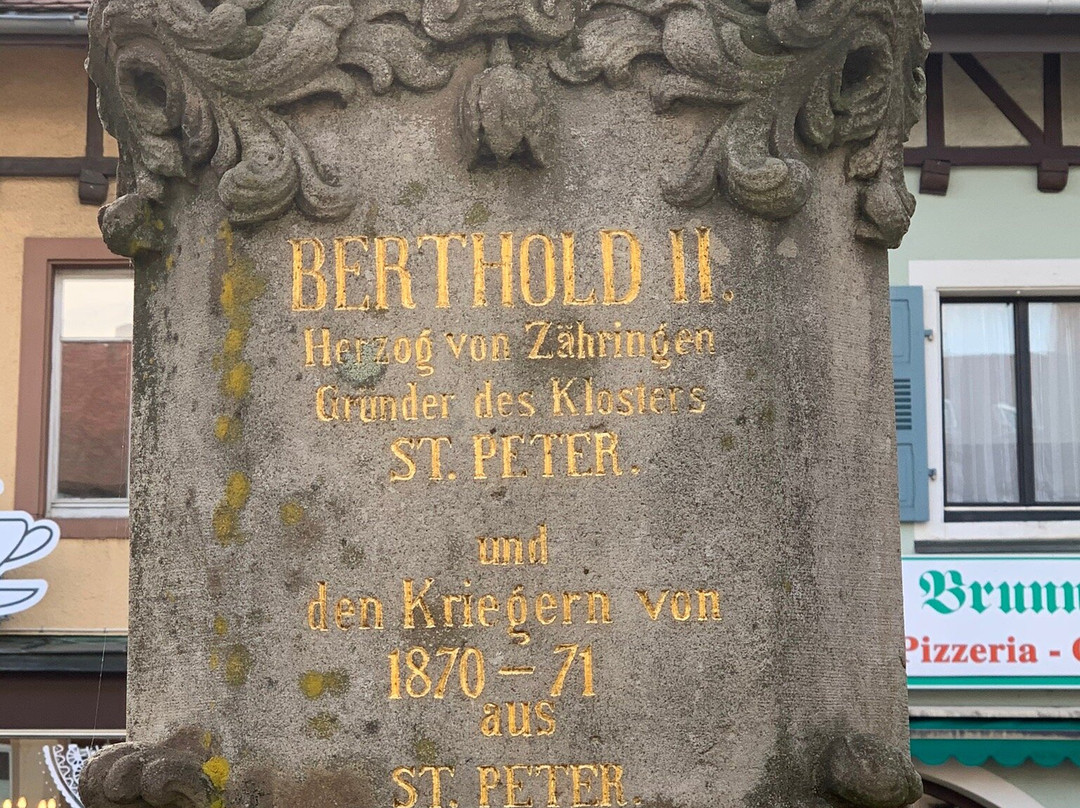 BERTHOLD II.
Herzog von Zähringen
Gründer des Klosters
ST. PETER.
und
den Kriegern von
1870 – 71
aus
ST. PETER.
Brunn
Pizzeria -